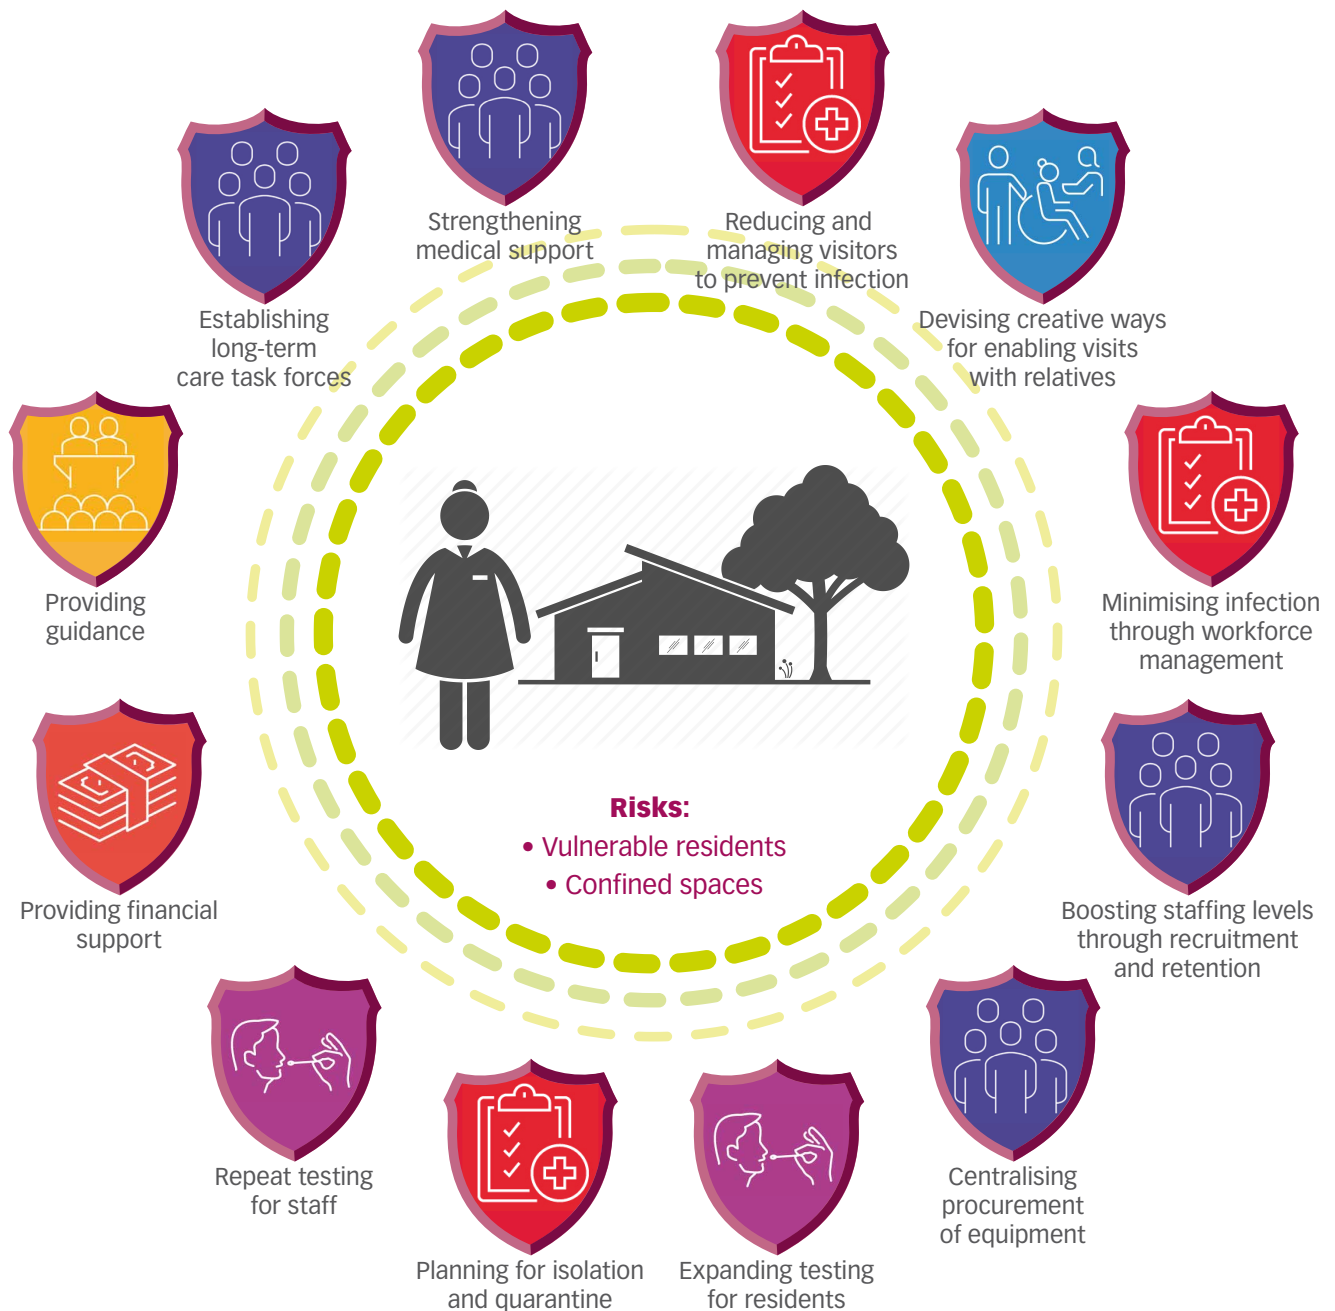 Strengthening
medical support
Reducing and
managing visitors
to prevent infection
Establishing
long-term
care task forces
Devising creative ways
for enabling visits
with relatives
Providing
guidance
Minimising infection
through workforce
management
Risks:
• Vulnerable residents
• Confined spaces
Providing financial
support
Boosting staffing levels
through recruitment
and retention
Repeat testing
for staff
Centralising
procurement
of equipment
Planning for isolation
and quarantine
Expanding testing
for residents